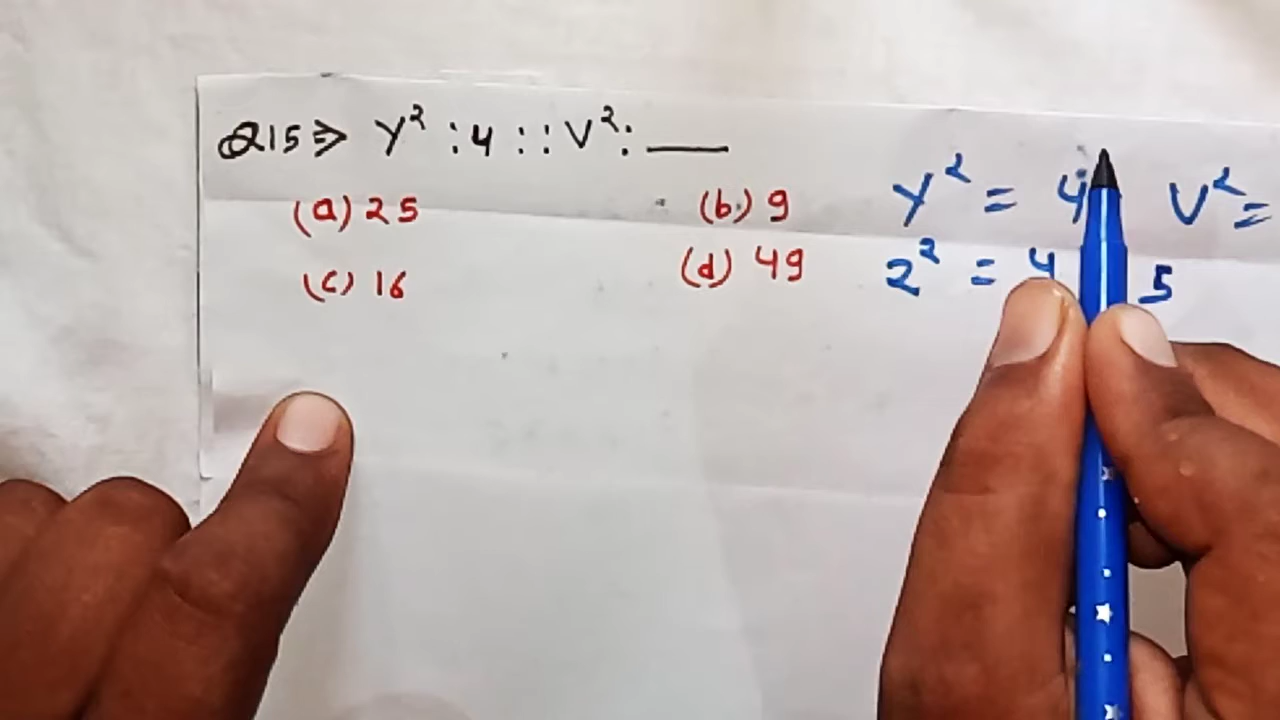 Q15⇒ Y² : 4 : : V² : ___
(a) 25 (b) 9
(c) 16 (d) 49
Y² = 4 V² =
2² = 4 5